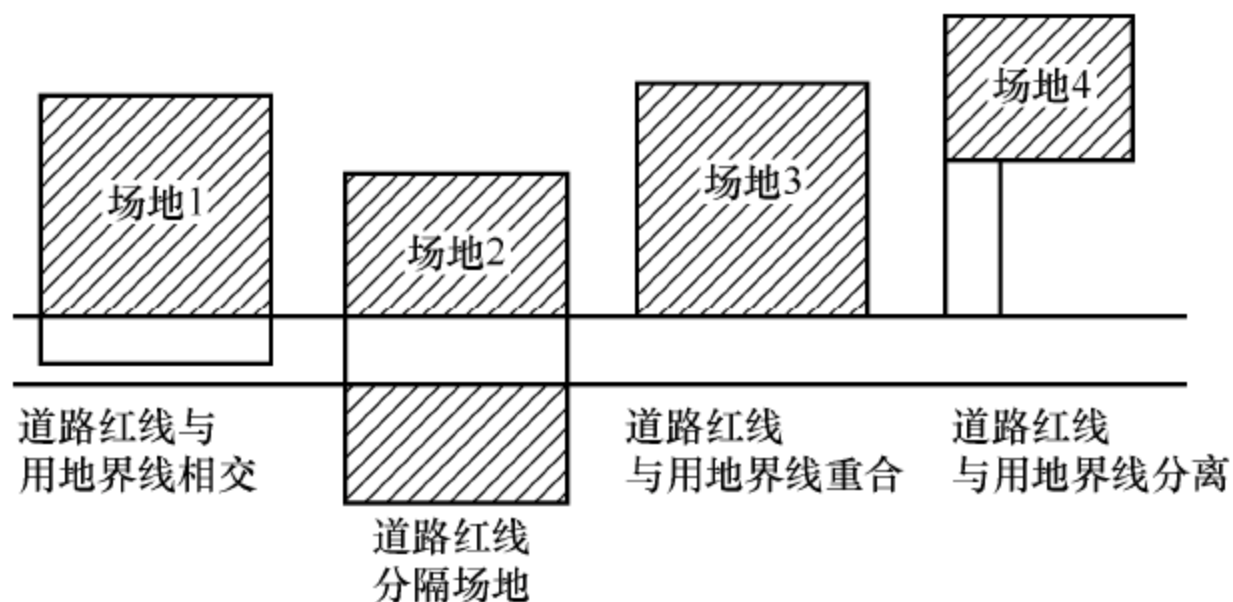 场地1
场地2
场地3
场地4
道路红线与
用地界线相交
道路红线
分隔场地
道路红线
与用地界线重合
道路红线
与用地界线分离